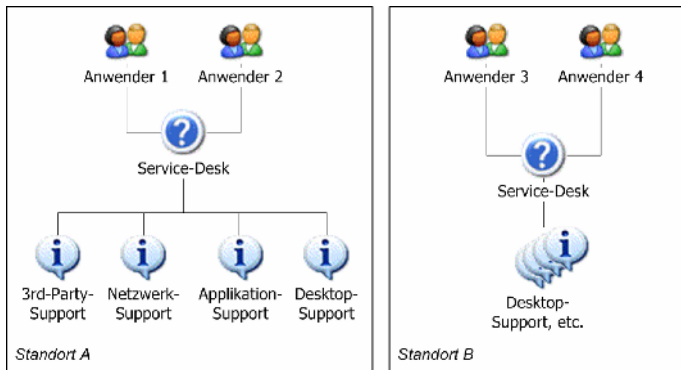 Anwender 1
Anwender 2
Service-Desk
3rd-Party-
Support
Netzwerk-
Support
Applikation-
Support
Desktop-
Support
Standort A
Anwender 3
Anwender 4
Service-Desk
Desktop-
Support, etc.
Standort B